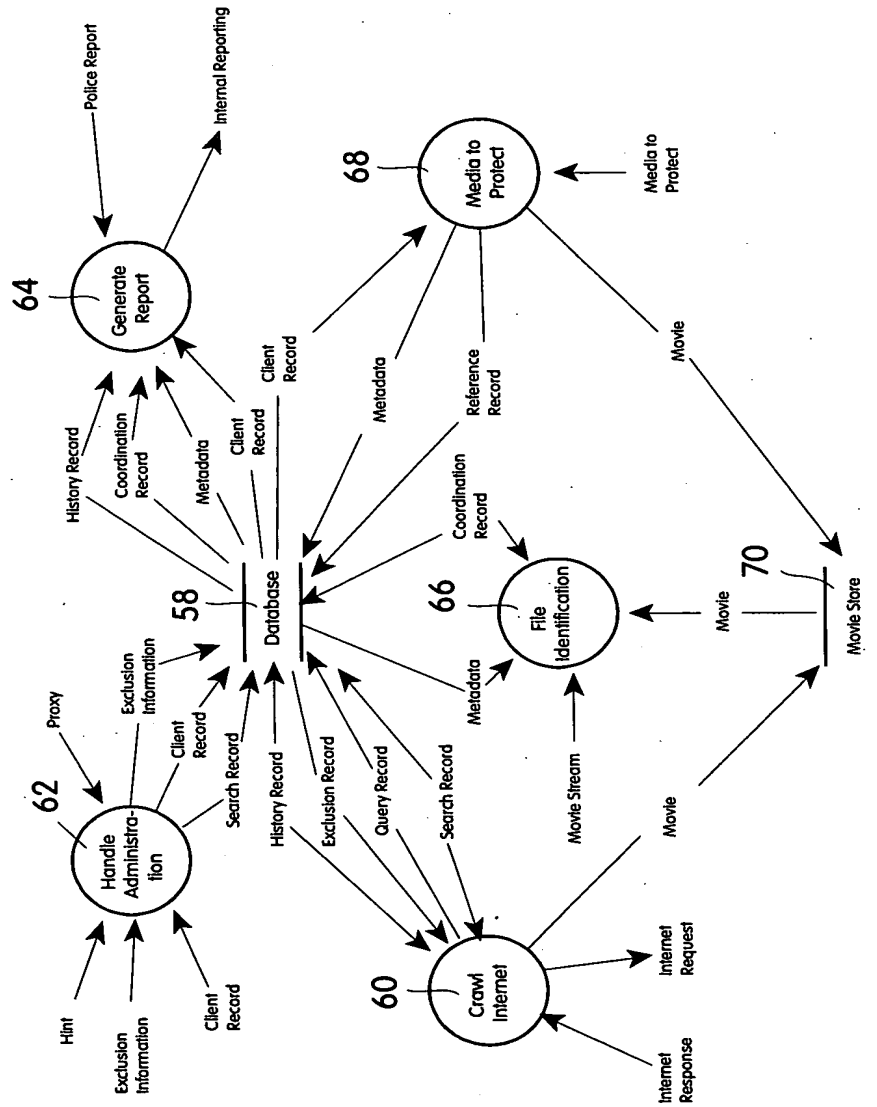 Hint
Exclusion
Information
Client
Record
62
Handle
Administra-
tion
Proxy
Exclusion
Information
Client
Record
Search Record
64
Generate
Report
Police Report
Internal Reporting
History Record
Coordination
Record
Metadata
Client
Record
58
Database
Client
Record
68
Media to
Protect
Media to
Protect
Metadata
Reference
Record
Coordination
Record
66
File
Identification
Metadata
Movie Stream
Movie
History Record
Exclusion Record
Query Record
Search Record
60
Crawl
Internet
Internet
Response
Internet
Request
Movie
Movie
70
Movie Store